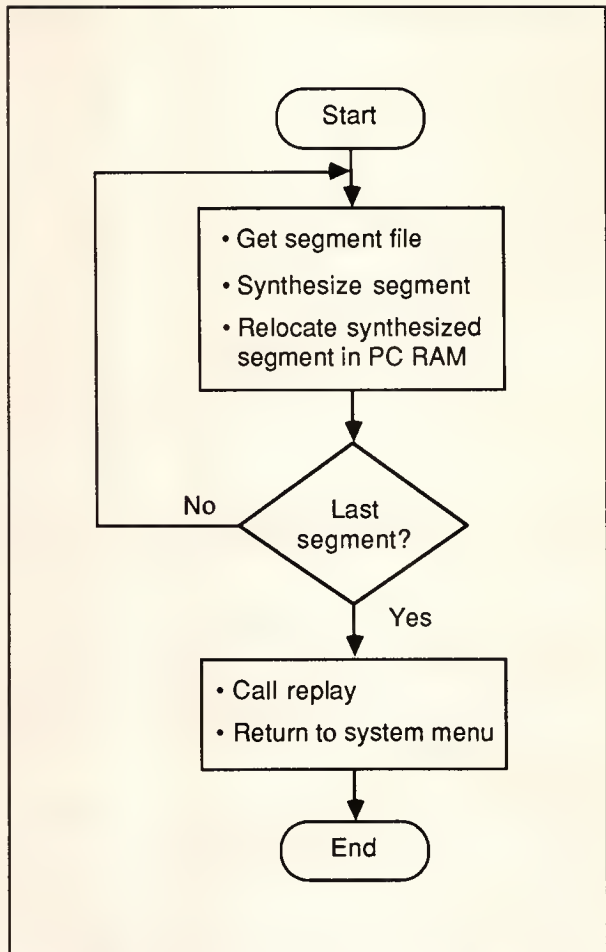 Start
• Get segment file
• Synthesize segment
• Relocate synthesized
segment in PC RAM
No
Last
segment?
Yes
• Call replay
• Return to system menu
End